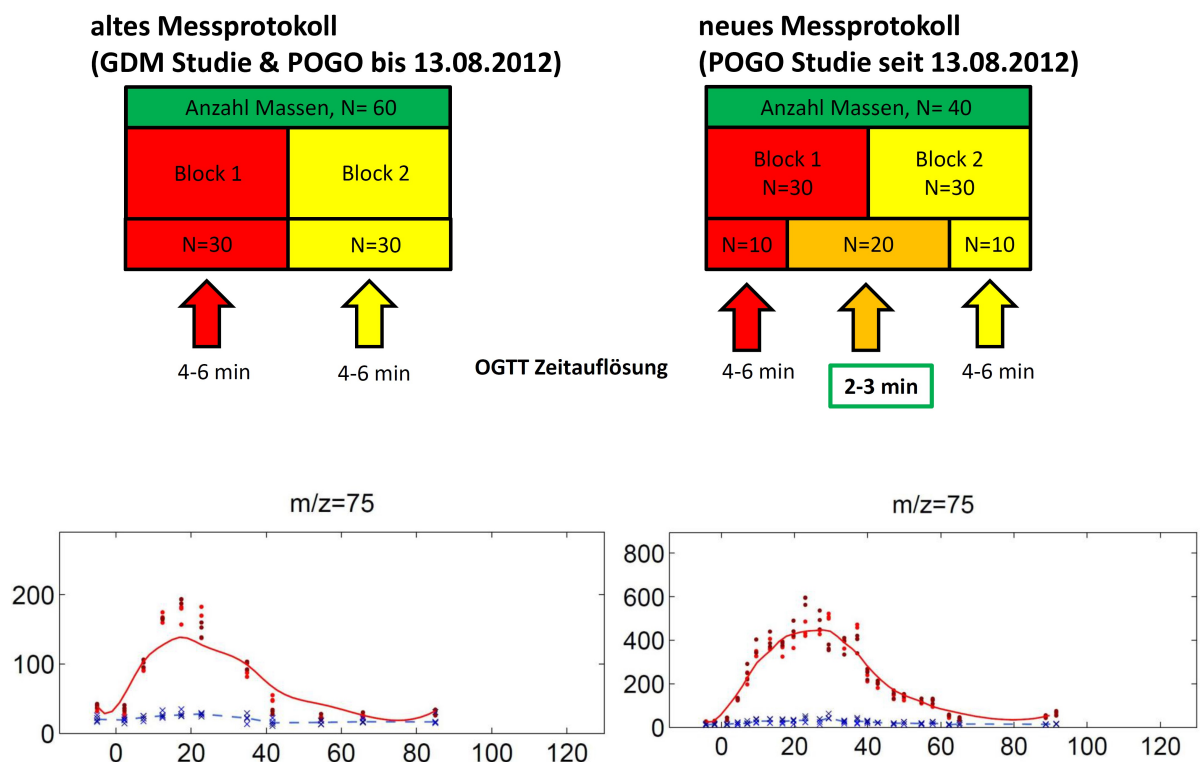 altes Messprotokoll
(GDM Studie & POGO bis 13.08.2012)
Anzahl Massen, N= 60
Block 1
Block 2
N=30
N=30
4-6 min
4-6 min
OGTT Zeitauflösung
neues Messprotokoll
(POGO Studie seit 13.08.2012)
Anzahl Massen, N= 40
Block 1
N=30
Block 2
N=30
N=10
N=20
N=10
4-6 min
2-3 min
4-6 min
m/z=75
200
100
0
0 20 40 60 80 100 120
m/z=75
800
600
400
200
0
0 20 40 60 80 100 120